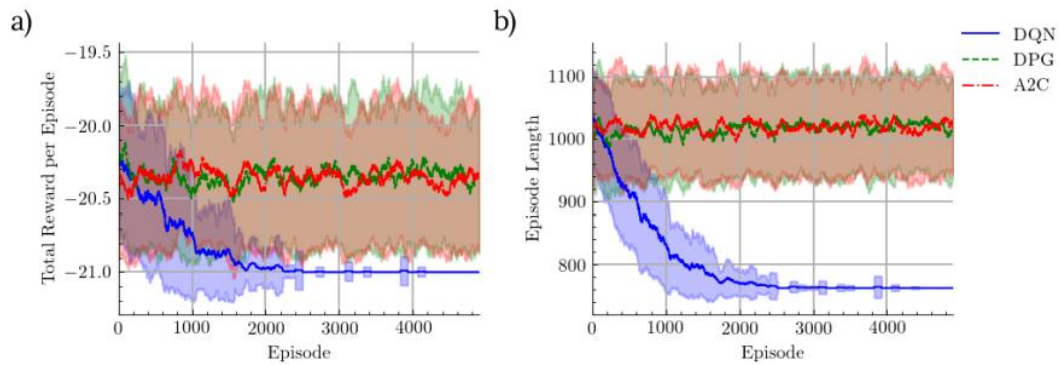 a)
Total Reward per Episode
−19.5
−20.0
−20.5
−21.0
0 1000 2000 3000 4000
Episode
b)
Episode Length
1100
1000
900
800
0 1000 2000 3000 4000
Episode
DQN
DPG
A2C